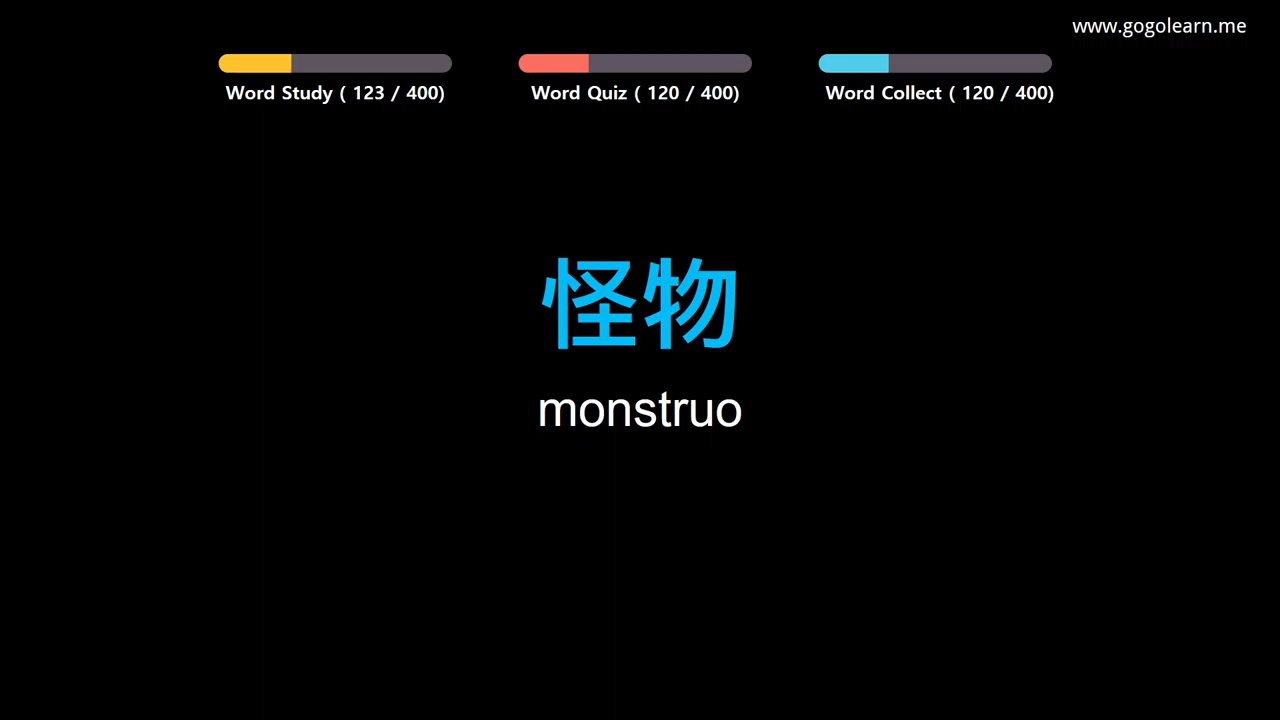 www.gogolearn.me
Word Study ( 123 / 400)
Word Quiz ( 120 / 400)
Word Collect ( 120 / 400)
怪物
monstruo